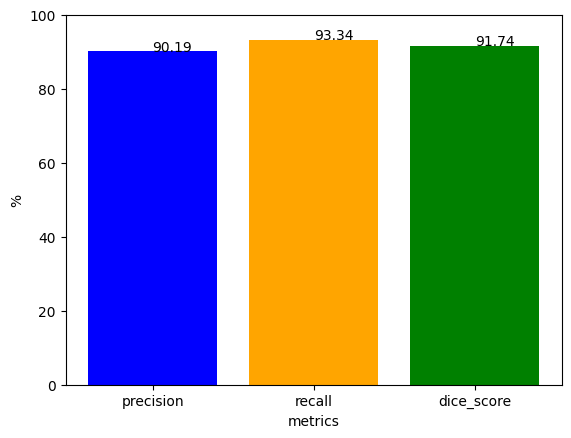 100
80
60
40
20
0
%
90.19
93.34
91.74
precision
recall
dice_score
metrics